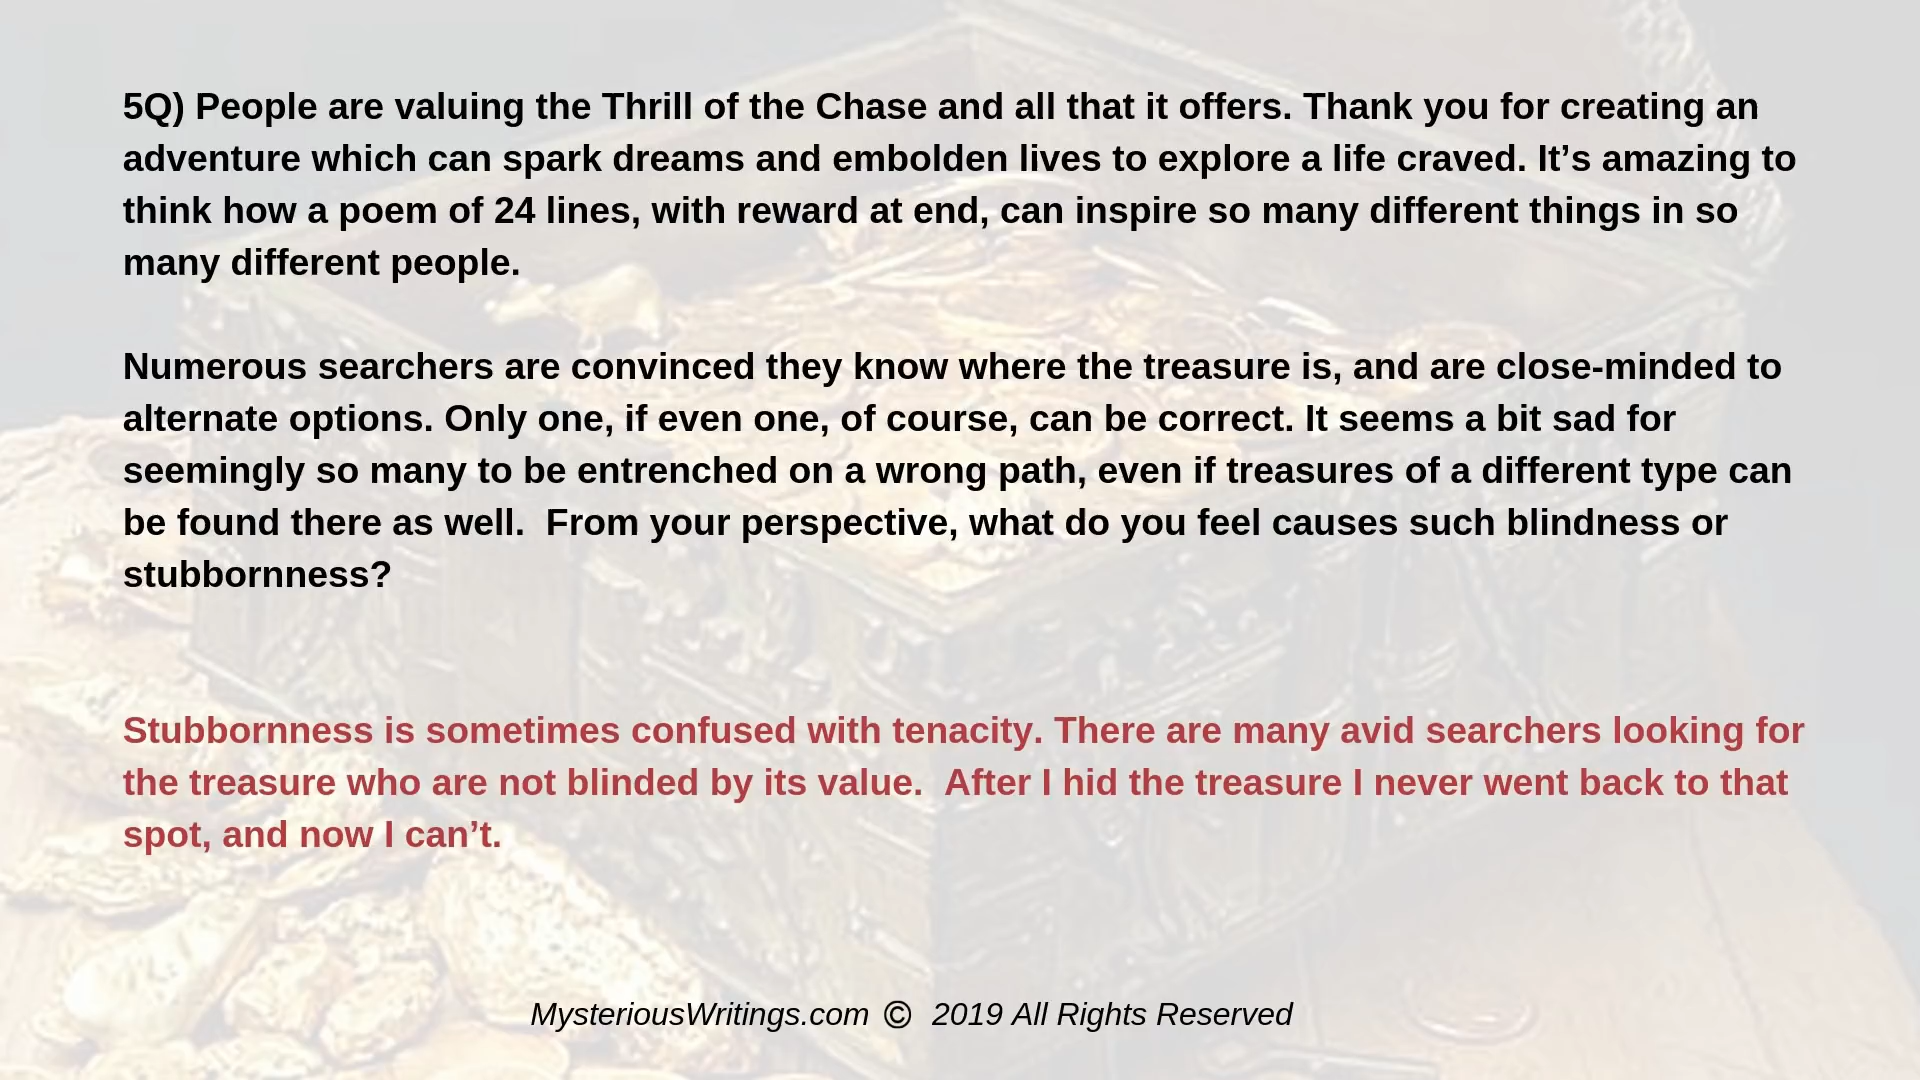 5Q) People are valuing the Thrill of the Chase and all that it offers. Thank you for creating an
adventure which can spark dreams and embolden lives to explore a life craved. It’s amazing to
think how a poem of 24 lines, with reward at end, can inspire so many different things in so
many different people.
Numerous searchers are convinced they know where the treasure is, and are close-minded to
alternate options. Only one, if even one, of course, can be correct. It seems a bit sad for
seemingly so many to be entrenched on a wrong path, even if treasures of a different type can
be found there as well.  From your perspective, what do you feel causes such blindness or
stubbornness?
Stubbornness is sometimes confused with tenacity. There are many avid searchers looking for
the treasure who are not blinded by its value.  After I hid the treasure I never went back to that
spot, and now I can’t.
MysteriousWritings.com © 2019 All Rights Reserved